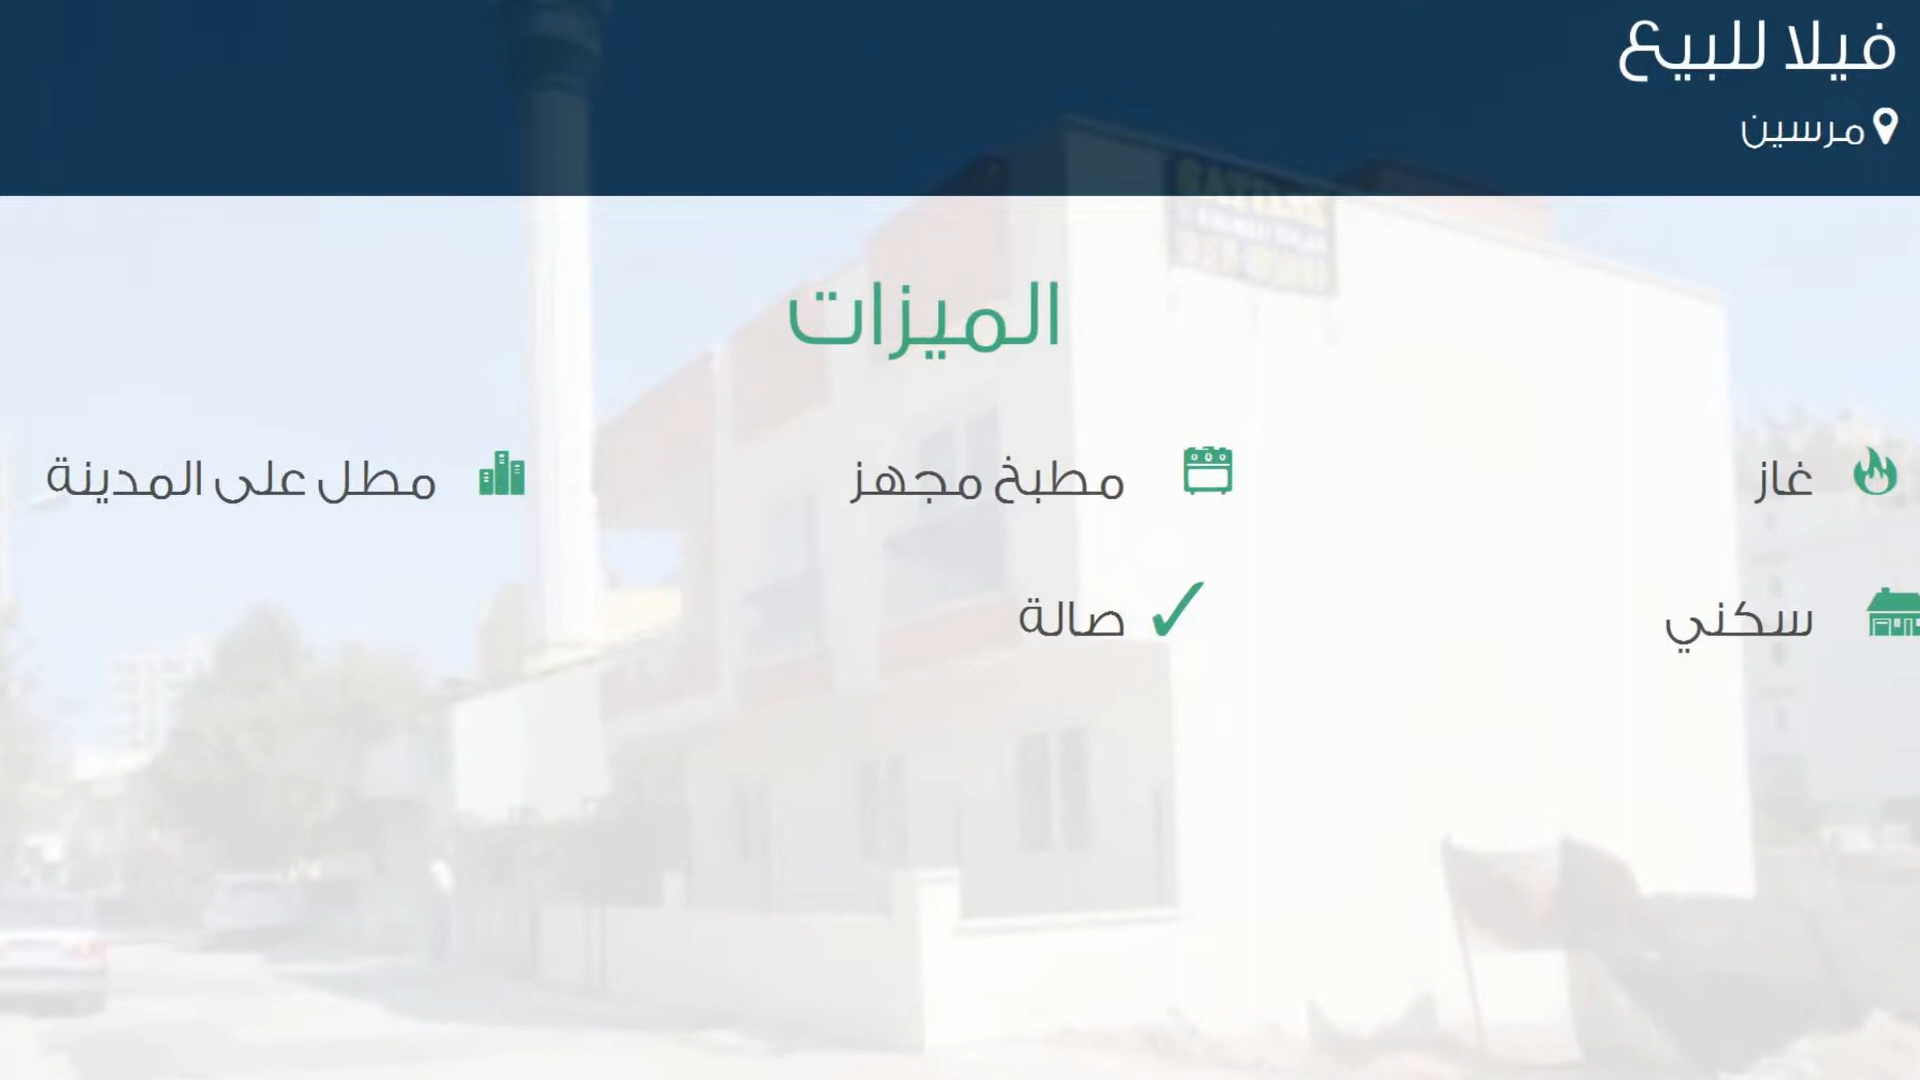 فيلا للبيع
مرسين
الميزات
غاز
مطبخ مجهز
مطل على المدينة
سكني
صالة